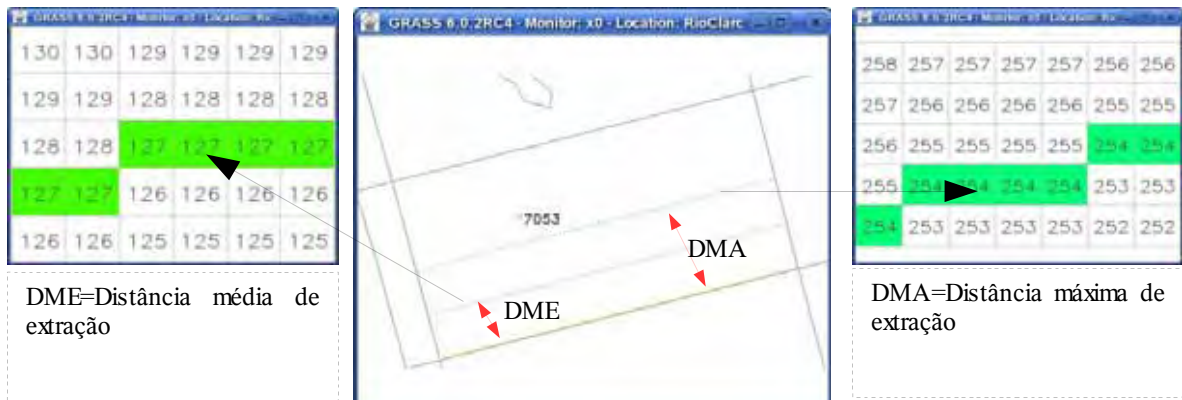 130 130 129 129 129 129
129 129 128 128 128 128
128 128 127 127 127 127
127 127 126 126 126 126
126 126 125 125 125 125
DME=Distância média de
extração
GRASS 6.0.2RC4 - Monitor: x0 - Location: RioClaro
7053
DMA
DME
258 257 257 257 257 256 256
257 256 256 256 256 255 255
256 255 255 255 255 254 254
255 254 254 254 254 253 253
254 253 253 253 253 252 252
DMA=Distância máxima de
extração